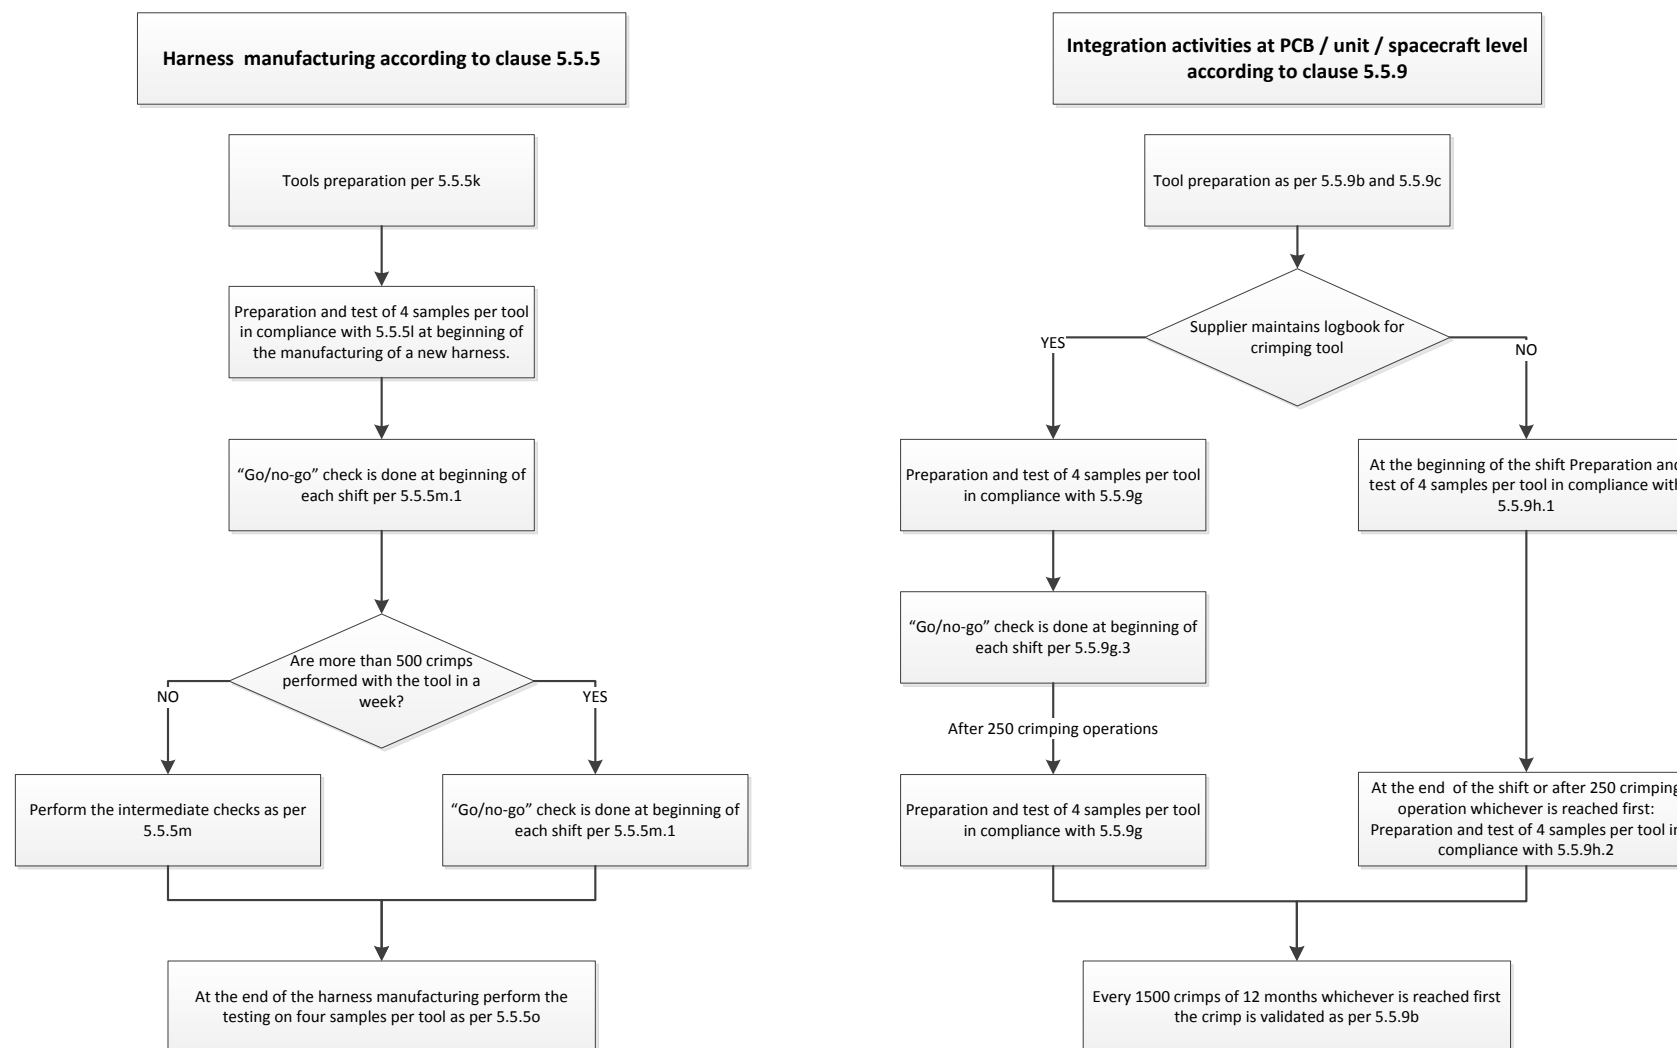 Harness  manufacturing according to clause 5.5.5
Tools preparation per 5.5.5k
Preparation and test of 4 samples per tool
in compliance with 5.5.5l at beginning of
the manufacturing of a new harness.
“Go/no-go” check is done at beginning of
each shift per 5.5.5m.1
Are more than 500 crimps
performed with the tool in a
week?
NO
YES
Perform the intermediate checks as per
5.5.5m
“Go/no-go” check is done at beginning of
each shift per 5.5.5m.1
At the end of the harness manufacturing perform the
testing on four samples per tool as per 5.5.5o
Integration activities at PCB / unit / spacecraft level
according to clause 5.5.9
Tool preparation as per 5.5.9b and 5.5.9c
Supplier maintains logbook for
crimping tool
YES
NO
Preparation and test of 4 samples per tool
in compliance with 5.5.9g
“Go/no-go” check is done at beginning of
each shift per 5.5.9g.3
After 250 crimping operations
Preparation and test of 4 samples per tool
in compliance with 5.5.9g
At the beginning of the shift Preparation and
test of 4 samples per tool in compliance with
5.5.9h.1
At the end  of the shift or after 250 crimping
operation whichever is reached first:
Preparation and test of 4 samples per tool in
compliance with 5.5.9h.2
Every 1500 crimps of 12 months whichever is reached first
the crimp is validated as per 5.5.9b